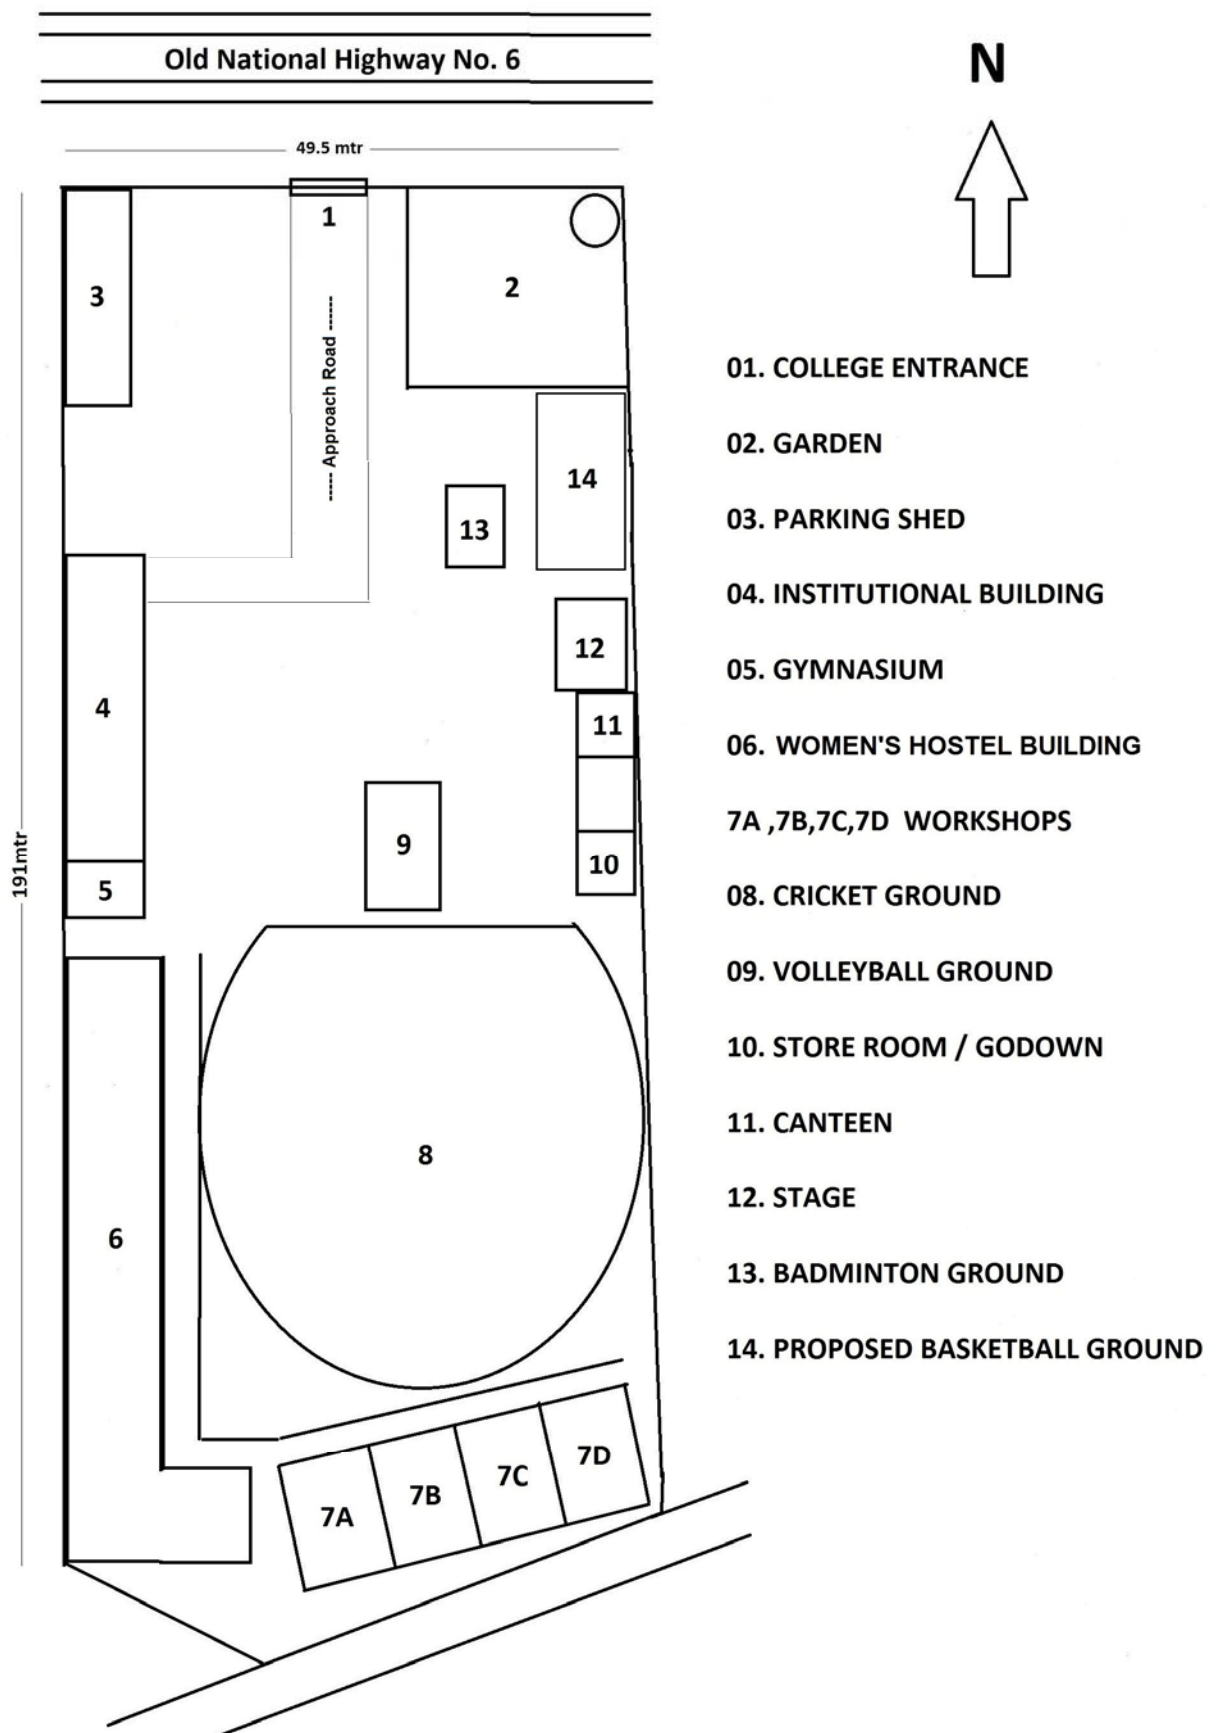 Old National Highway No. 6
N
49.5 mtr
1
2
3
----- Approach Road ------
14
13
12
4
11
9
10
5
191mtr
8
6
7D
7C
7B
7A
01. COLLEGE ENTRANCE
02. GARDEN
03. PARKING SHED
04. INSTITUTIONAL BUILDING
05. GYMNASIUM
06. WOMEN'S HOSTEL BUILDING
7A ,7B,7C,7D WORKSHOPS
08. CRICKET GROUND
09. VOLLEYBALL GROUND
10. STORE ROOM / GODOWN
11. CANTEEN
12. STAGE
13. BADMINTON GROUND
14. PROPOSED BASKETBALL GROUND